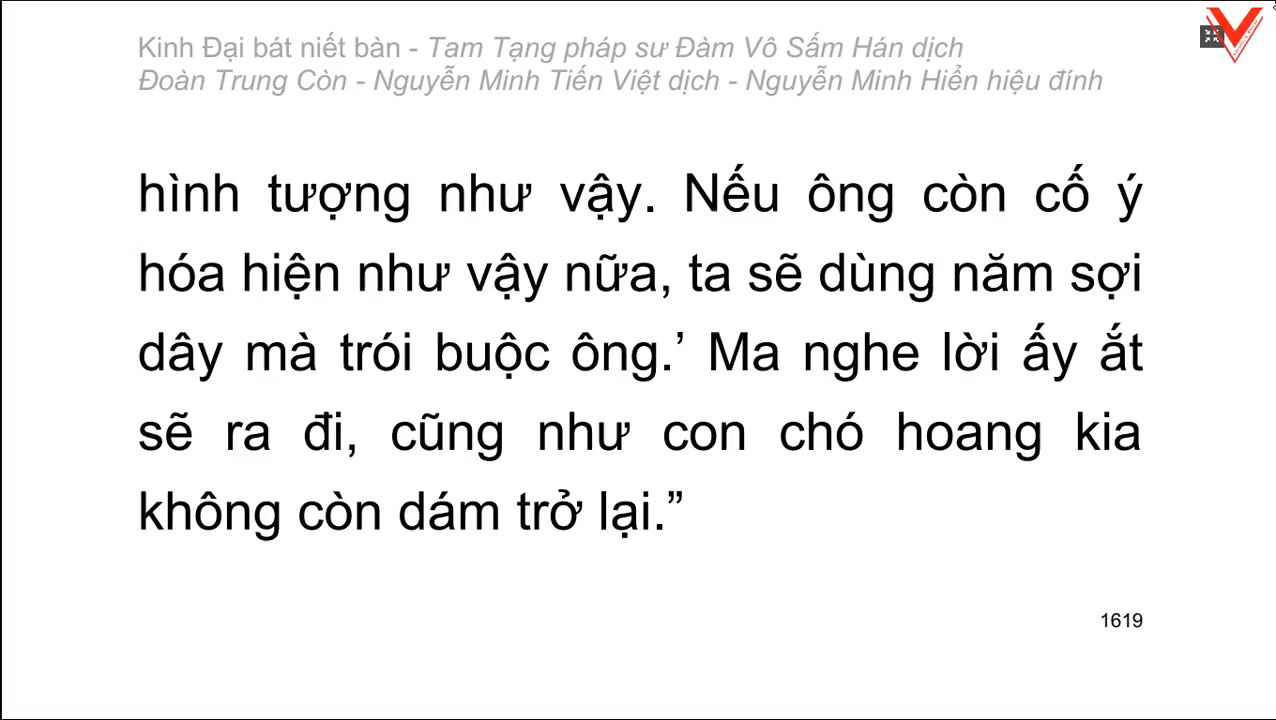 Kinh Đại bát niết bàn - Tam Tạng pháp sư Đàm Vô Sấm Hán dịch
Đoàn Trung Còn - Nguyễn Minh Tiến Việt dịch - Nguyễn Minh Hiển hiệu đính
hình tượng như vậy. Nếu ông còn cố ý
hóa hiện như vậy nữa, ta sẽ dùng năm sợi
dây mà trói buộc ông.’ Ma nghe lời ấy ắt
sẽ ra đi, cũng như con chó hoang kia
không còn dám trở lại.”
1619